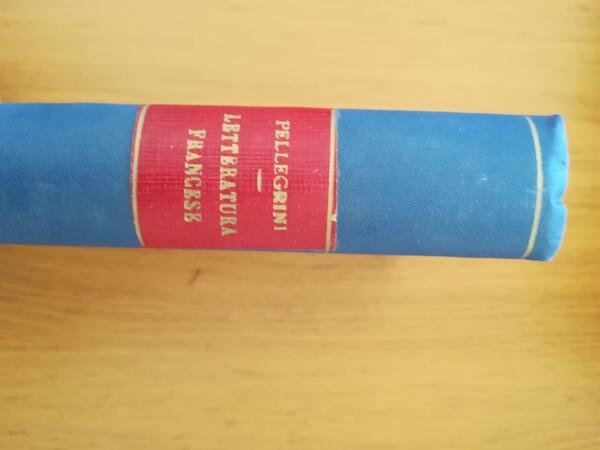 PELLEGRINI
—
LETTERATURA
FRANCESE